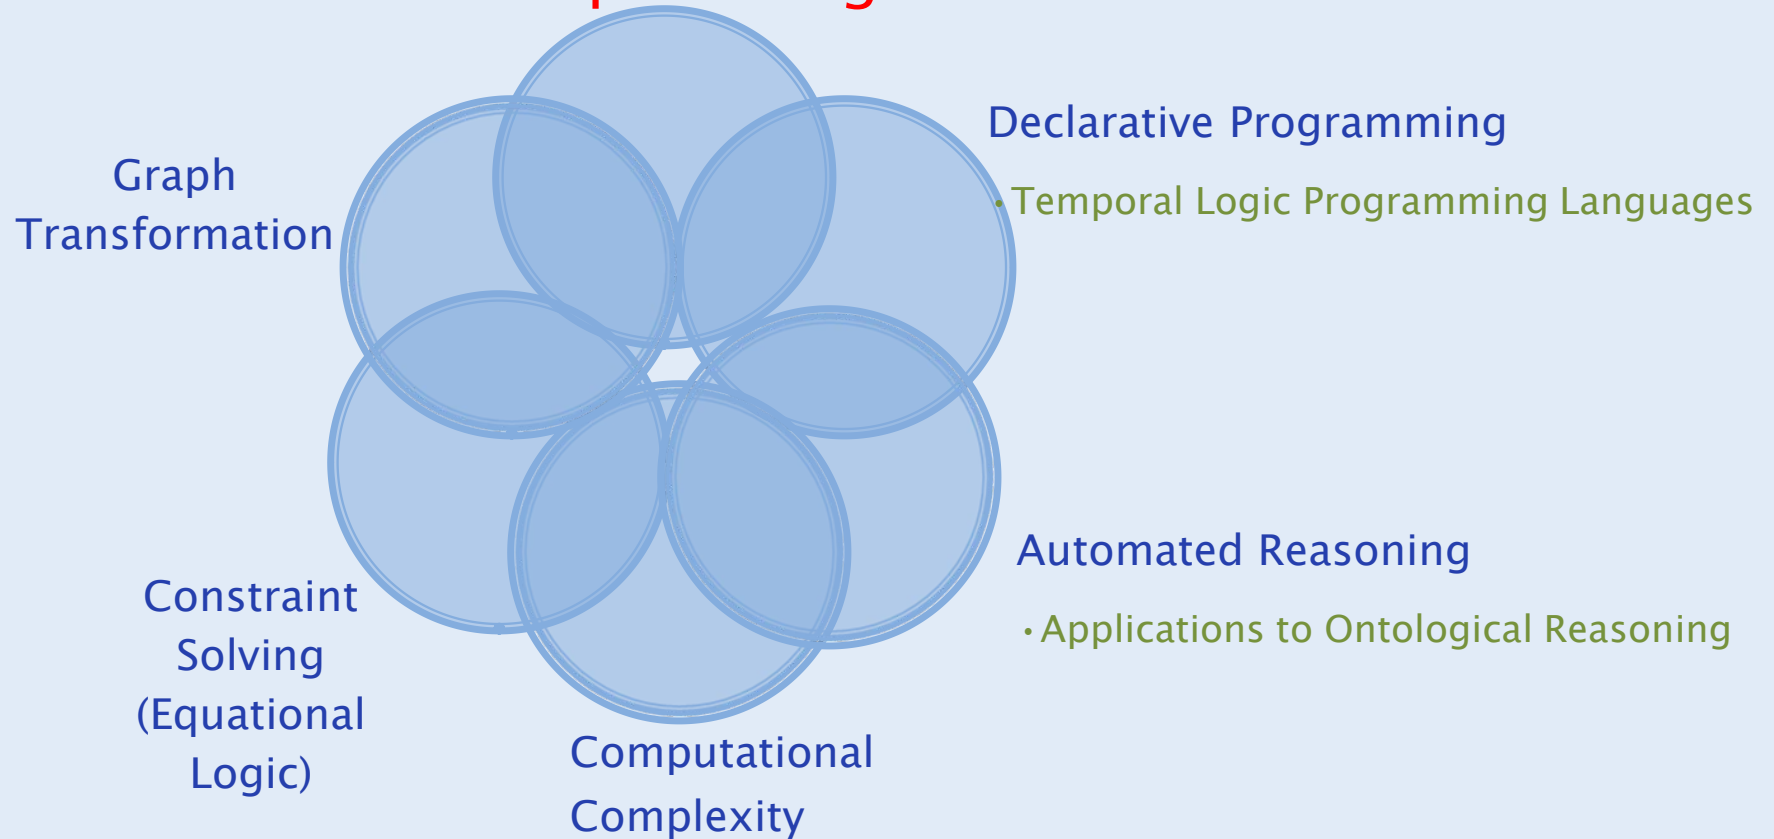 Declarative Programming
• Temporal Logic Programming Languages
Graph
Transformation
Automated Reasoning
• Applications to Ontological Reasoning
Constraint
Solving
(Equational
Logic)
Computational
Complexity